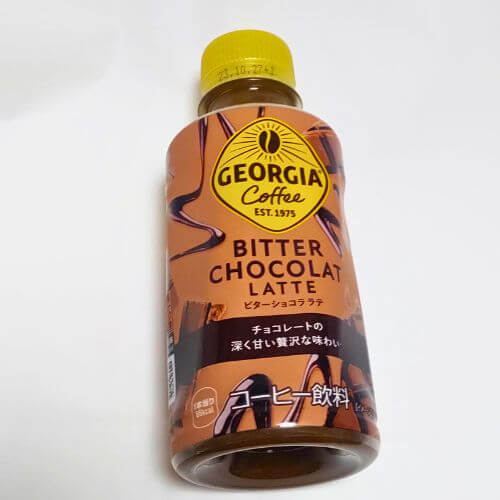 GEORGIA
Coffee
EST. 1975
BITTER
CHOCOLAT
LATTE
ビターショコラ ラテ
チョコレートの
深く甘い贅沢な味わい
コーヒー飲料